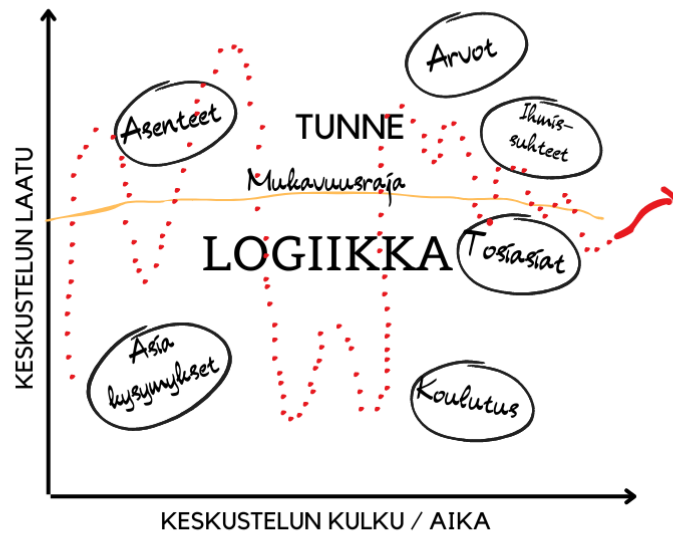 Arvot
Asenteet
TUNNE
Ihmis-
suhteet
Mukavuusraja
LOGIIKKA
Tosiasiat
Asia
kysymykset
Koulutus
KESKUSTELUN LAATU
KESKUSTELUN KULKU / AIKA